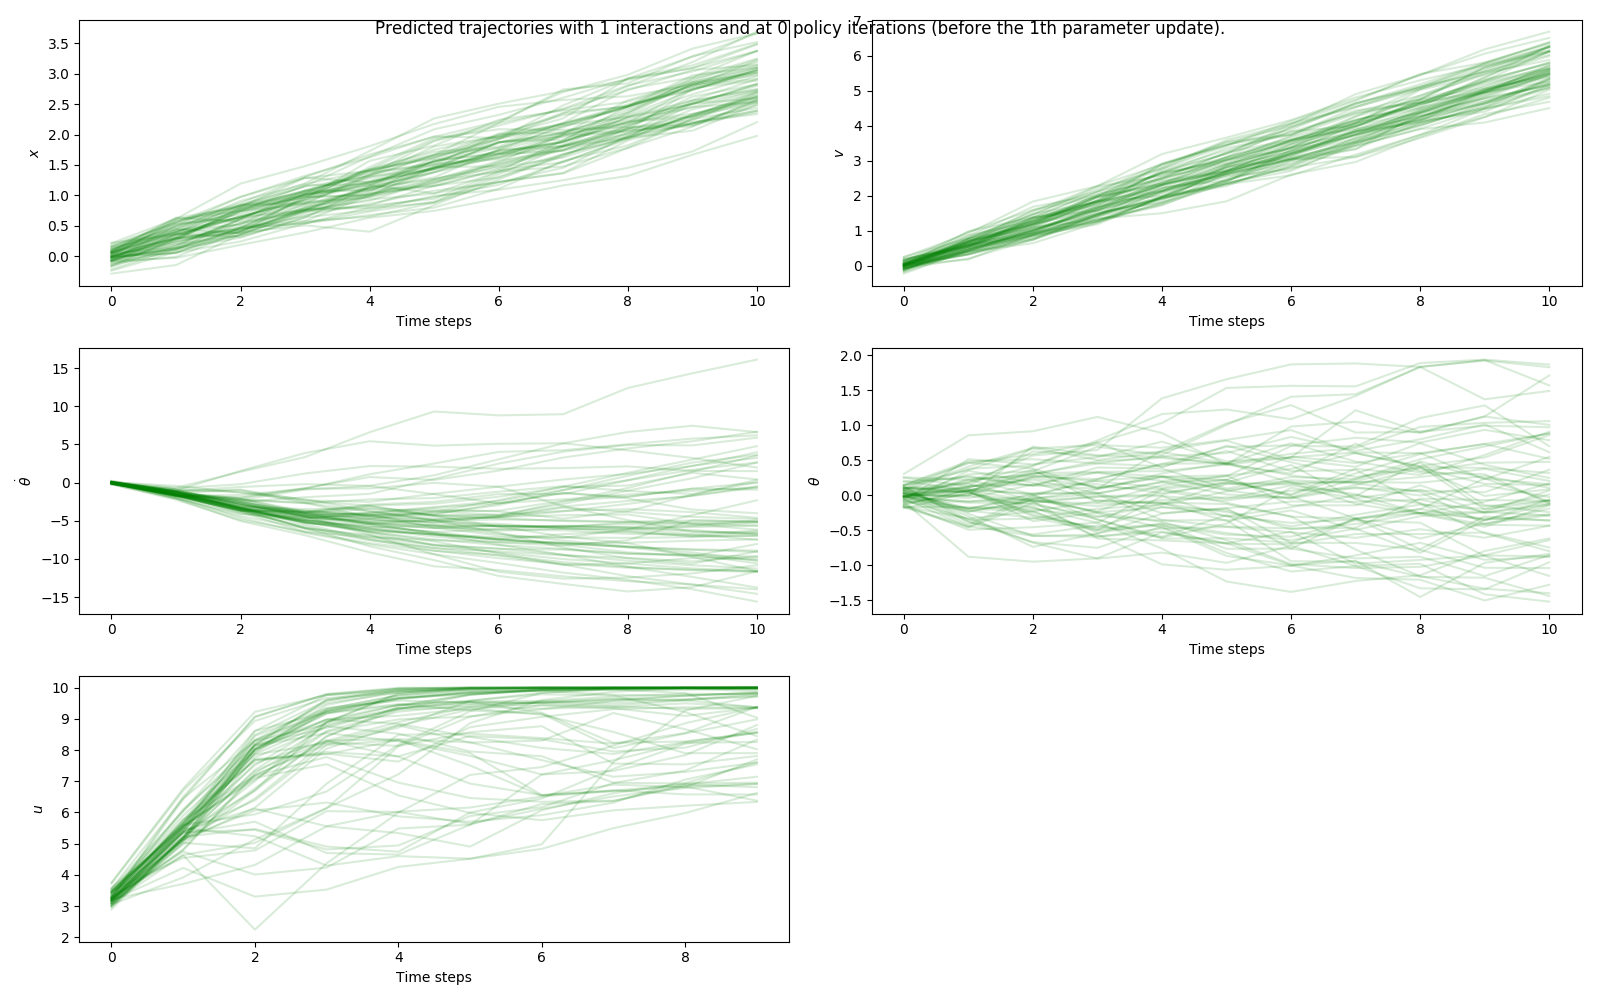 Predicted trajectories with 1 interactions and at 0 policy iterations (before the 1th parameter update).
3.5
3.0
2.5
2.0
1.5
1.0
0.5
0.0
x
0 2 4 6 8 10
Time steps
7
6
5
4
3
2
1
0
v
0 2 4 6 8 10
Time steps
15
10
5
0
−5
−10
−15
θ̇
0 2 4 6 8 10
Time steps
2.0
1.5
1.0
0.5
0.0
−0.5
−1.0
−1.5
θ
0 2 4 6 8 10
Time steps
10
9
8
7
6
5
4
3
2
u
0 2 4 6 8
Time steps